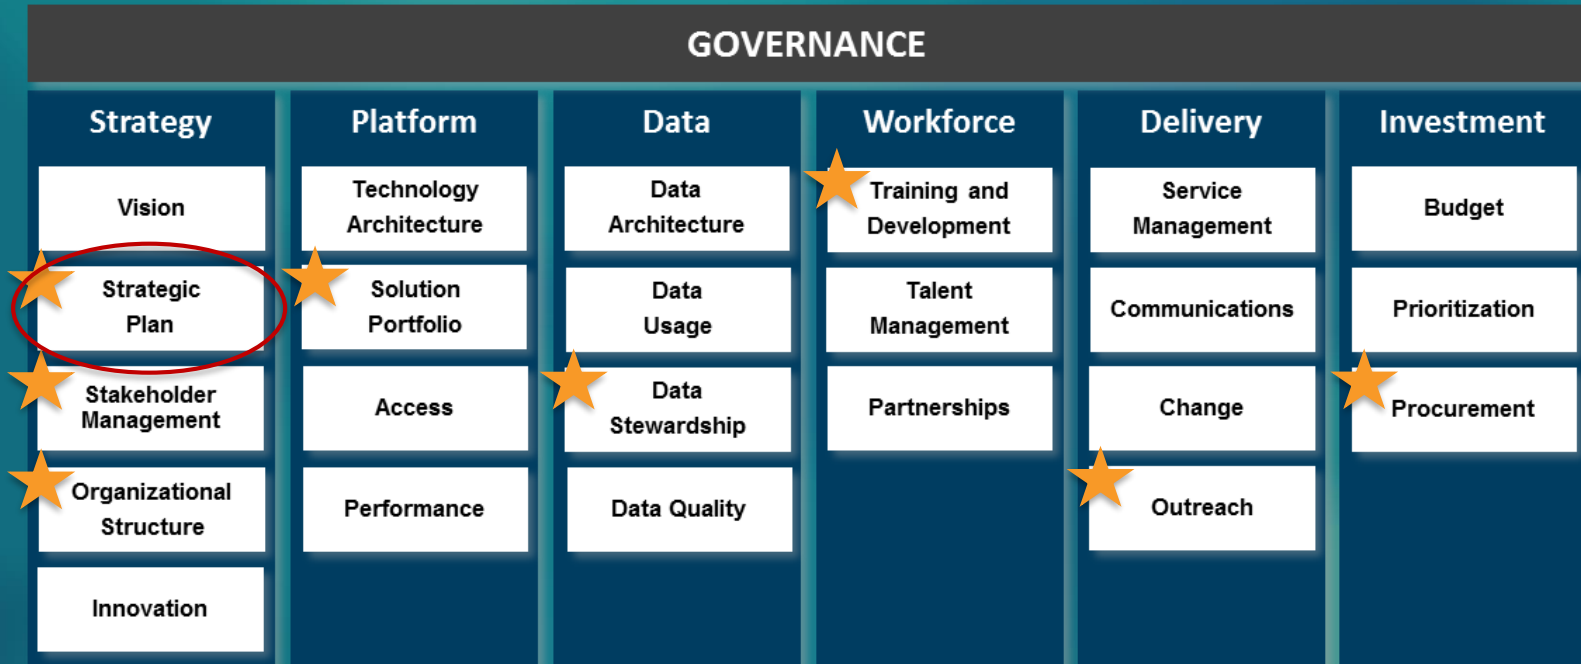 GOVERNANCE
Strategy
Vision
Strategic
Plan
Stakeholder
Management
Organizational
Structure
Innovation
Platform
Technology
Architecture
Solution
Portfolio
Access
Performance
Data
Data
Architecture
Data
Usage
Data
Stewardship
Data Quality
Workforce
Training and
Development
Talent
Management
Partnerships
Delivery
Service
Management
Communications
Change
Outreach
Investment
Budget
Prioritization
Procurement